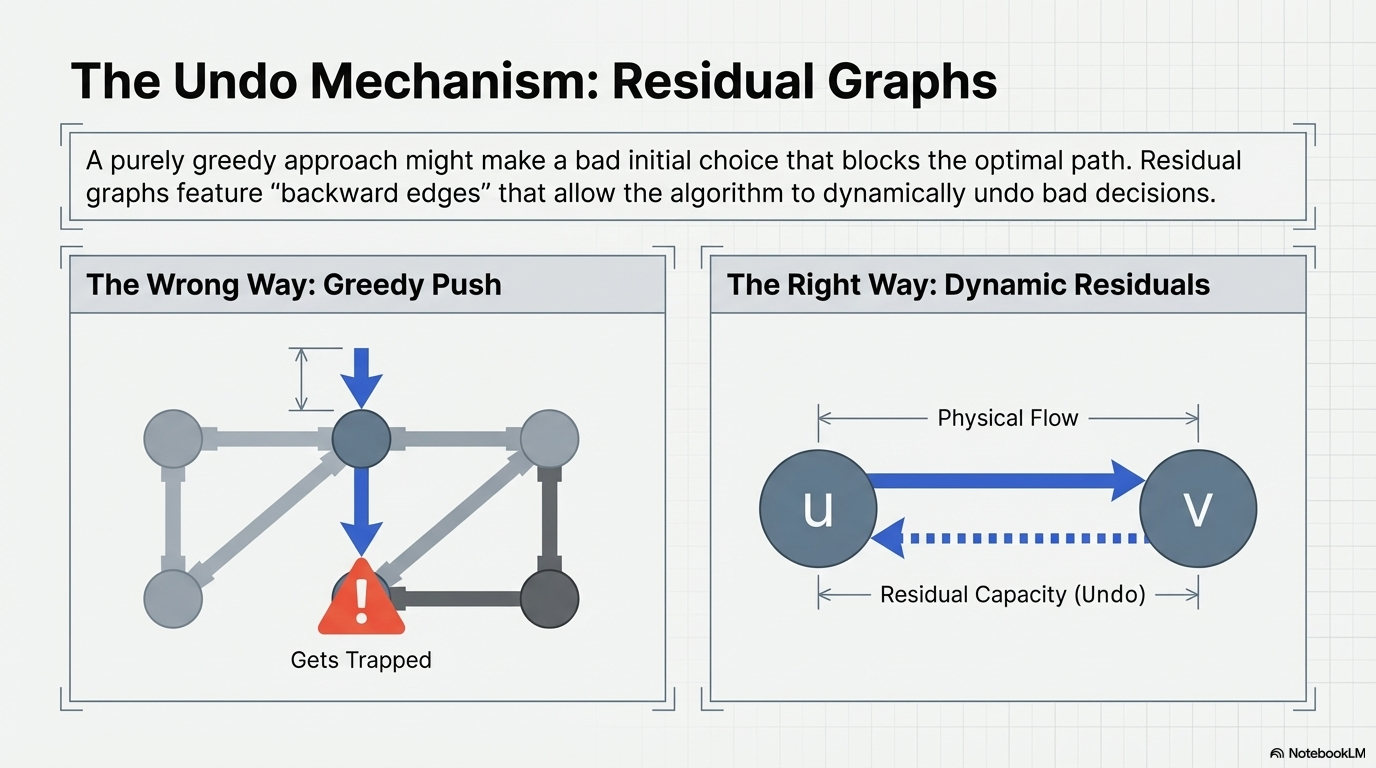 The Undo Mechanism: Residual Graphs
A purely greedy approach might make a bad initial choice that blocks the optimal path. Residual
graphs feature “backward edges” that allow the algorithm to dynamically undo bad decisions.
The Wrong Way: Greedy Push
!
Gets Trapped
The Right Way: Dynamic Residuals
Physical Flow
u
v
Residual Capacity (Undo)
NotebookLM